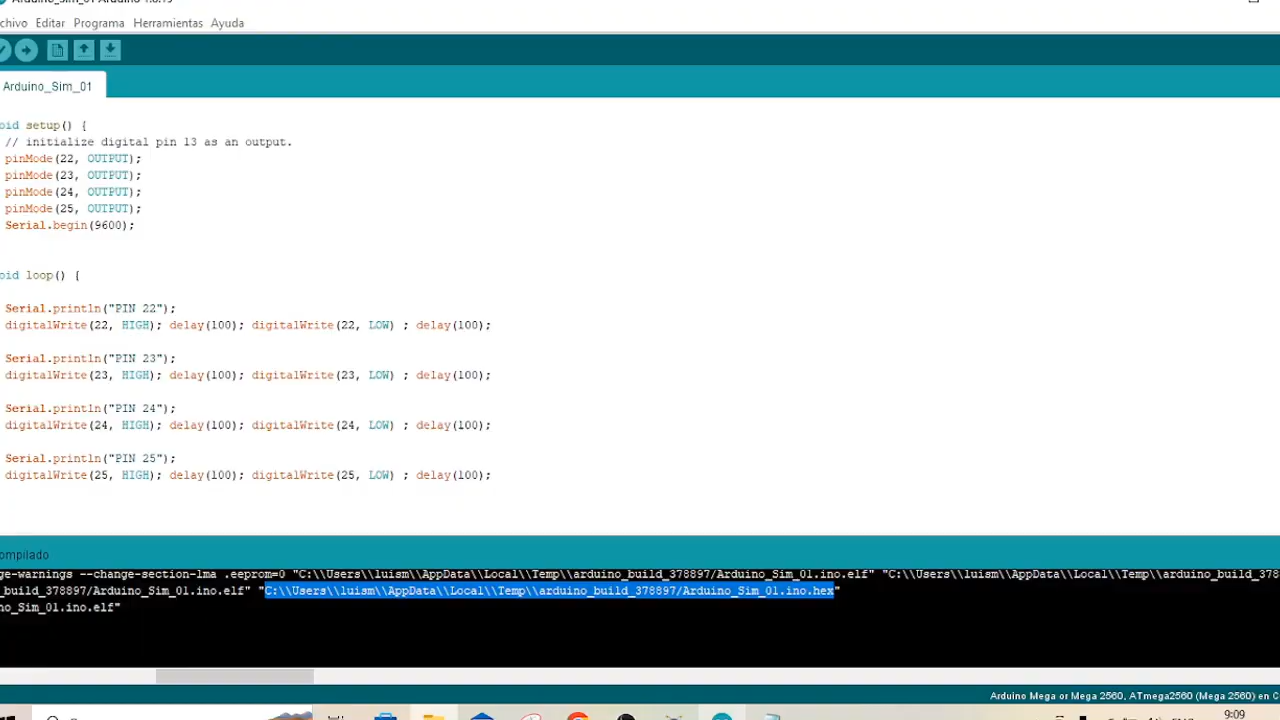 Arduino_Sim_01 Arduino 1.8.19
chivo Editar Programa Herramientas Ayuda
Arduino_Sim_01
oid setup() {
// initialize digital pin 13 as an output.
pinMode(22, OUTPUT);
pinMode(23, OUTPUT);
pinMode(24, OUTPUT);
pinMode(25, OUTPUT);
Serial.begin(9600);
oid loop() {
Serial.println("PIN 22");
digitalWrite(22, HIGH); delay(100); digitalWrite(22, LOW) ; delay(100);
Serial.println("PIN 23");
digitalWrite(23, HIGH); delay(100); digitalWrite(23, LOW) ; delay(100);
Serial.println("PIN 24");
digitalWrite(24, HIGH); delay(100); digitalWrite(24, LOW) ; delay(100);
Serial.println("PIN 25");
digitalWrite(25, HIGH); delay(100); digitalWrite(25, LOW) ; delay(100);
ompilado
ge-warnings --change-section-lma .eeprom=0 "C:\\Users\\luism\\AppData\\Local\\Temp\\arduino_build_378897/Arduino_Sim_01.ino.elf" "C:\\Users\\luism\\AppData\\Local\\Temp\\arduino_build_378
_build_378897/Arduino_Sim_01.ino.elf" "C:\\Users\\luism\\AppData\\Local\\Temp\\arduino_build_378897/Arduino_Sim_01.ino.hex"
no_Sim_01.ino.elf"
Arduino Mega or Mega 2560, ATmega2560 (Mega 2560) en C
9:09